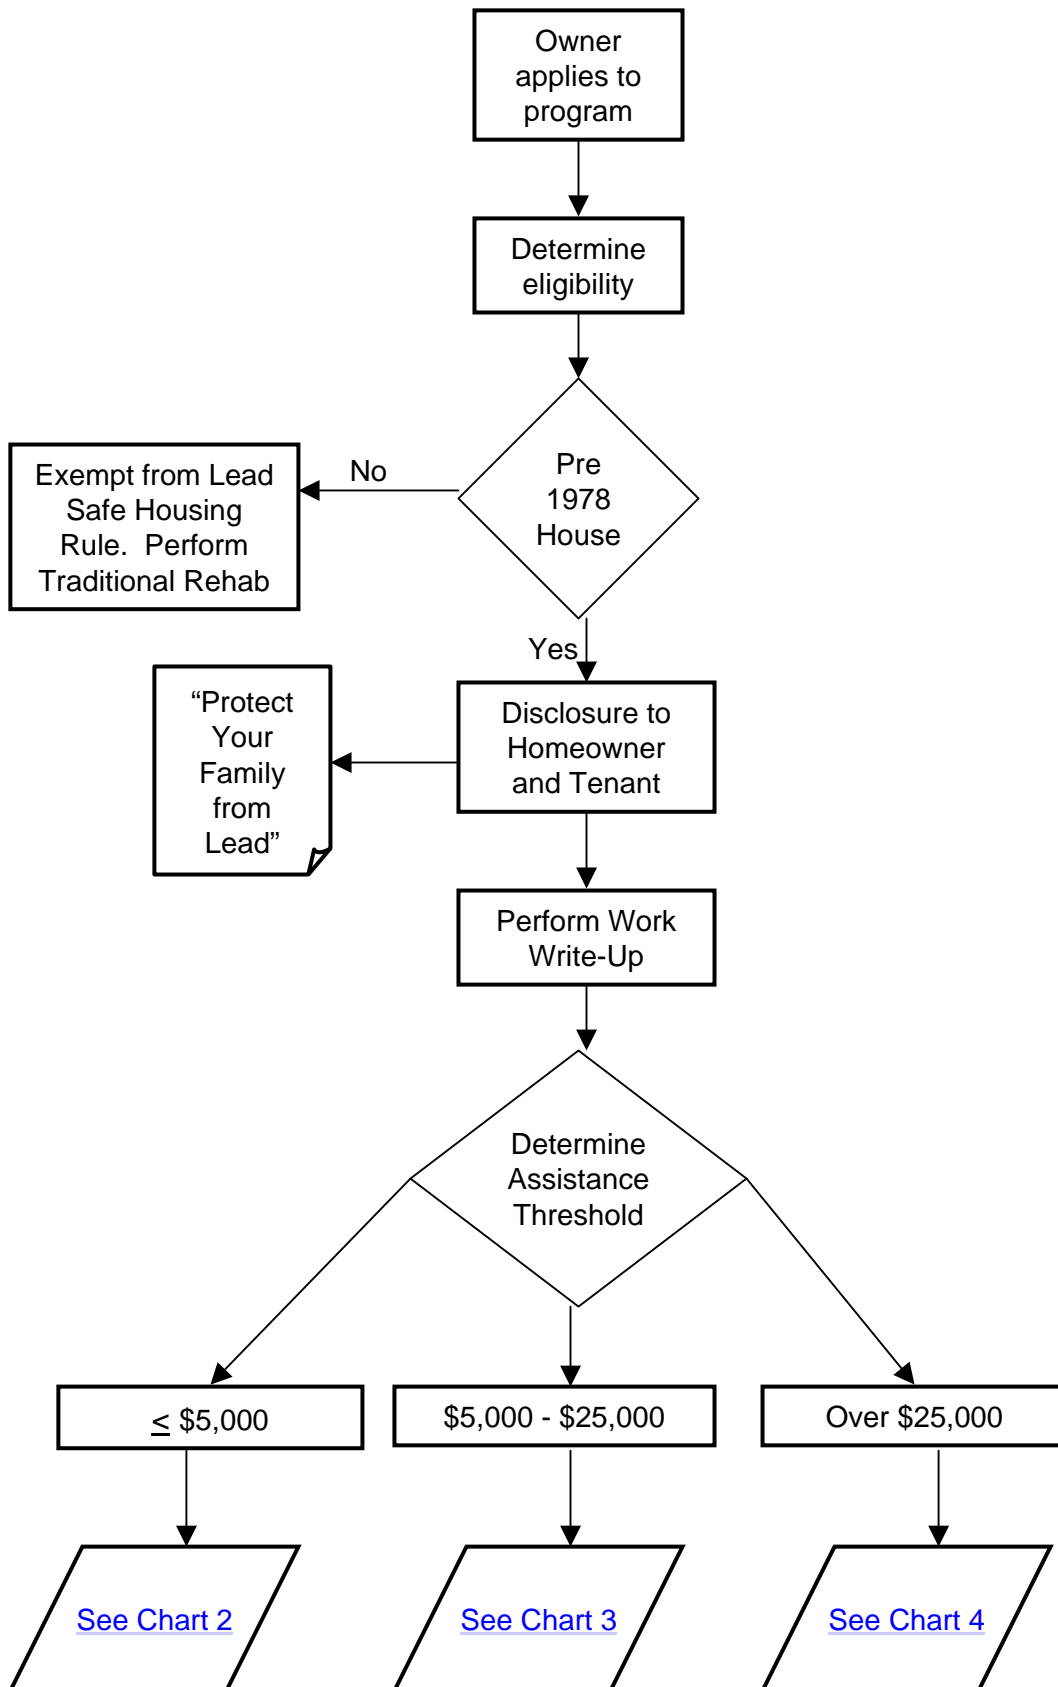 Owner
applies to
program
Determine
eligibility
Pre
1978
House
No
Exempt from Lead
Safe Housing
Rule.  Perform
Traditional Rehab
Yes
Disclosure to
Homeowner
and Tenant
“Protect
Your
Family
from
Lead”
Perform Work
Write-Up
Determine
Assistance
Threshold
≤ $5,000
$5,000 - $25,000
Over $25,000
See Chart 2
See Chart 3
See Chart 4